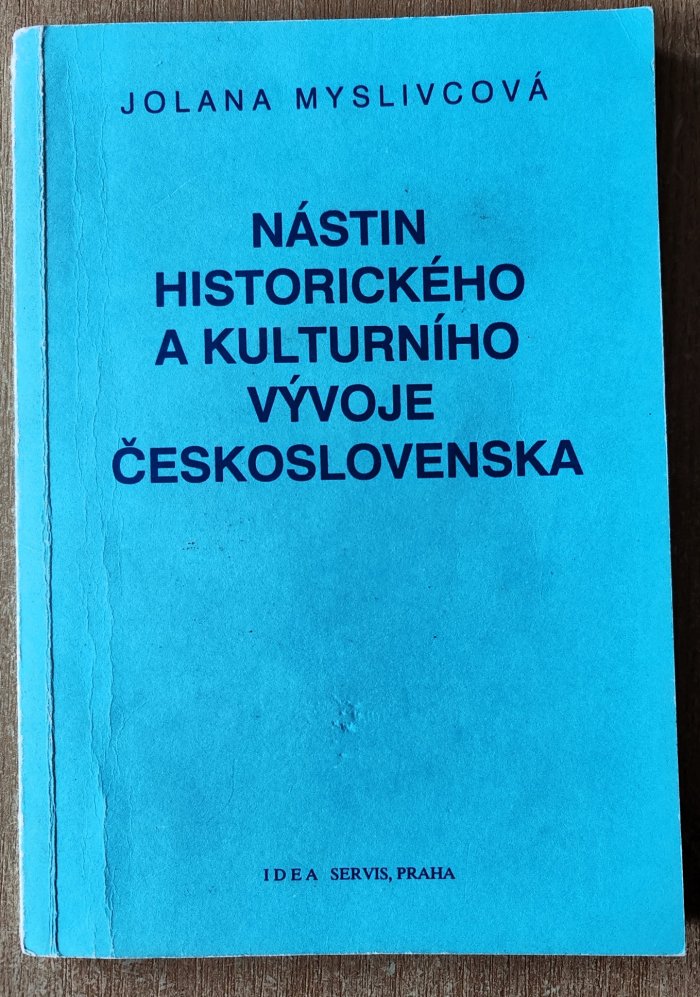 JOLANA MYSLIVCOVÁ
NÁSTIN
HISTORICKÉHO
A KULTURNÍHO
VÝVOJE
ČESKOSLOVENSKA
IDEA SERVIS, PRAHA